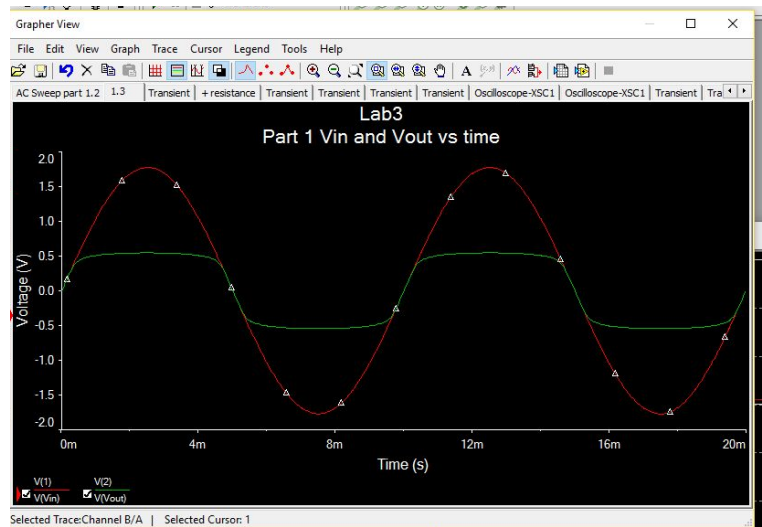 Grapher View
File Edit View Graph Trace Cursor Legend Tools Help
A
AC Sweep part 1.2 1.3 Transient + resistance Transient Transient Transient Transient Oscilloscope-XSC1 Oscilloscope-XSC1 Transient Tra
Lab3
Part 1 Vin and Vout vs time
Voltage (V)
2.0
1.5
1.0
0.5
0.0
-0.5
-1.0
-1.5
-2.0
0m 4m 8m 12m 16m 20m
Time (s)
V(1) V(2)
V(Vin) V(Vout)
Selected Trace:Channel B/A | Selected Cursor: 1